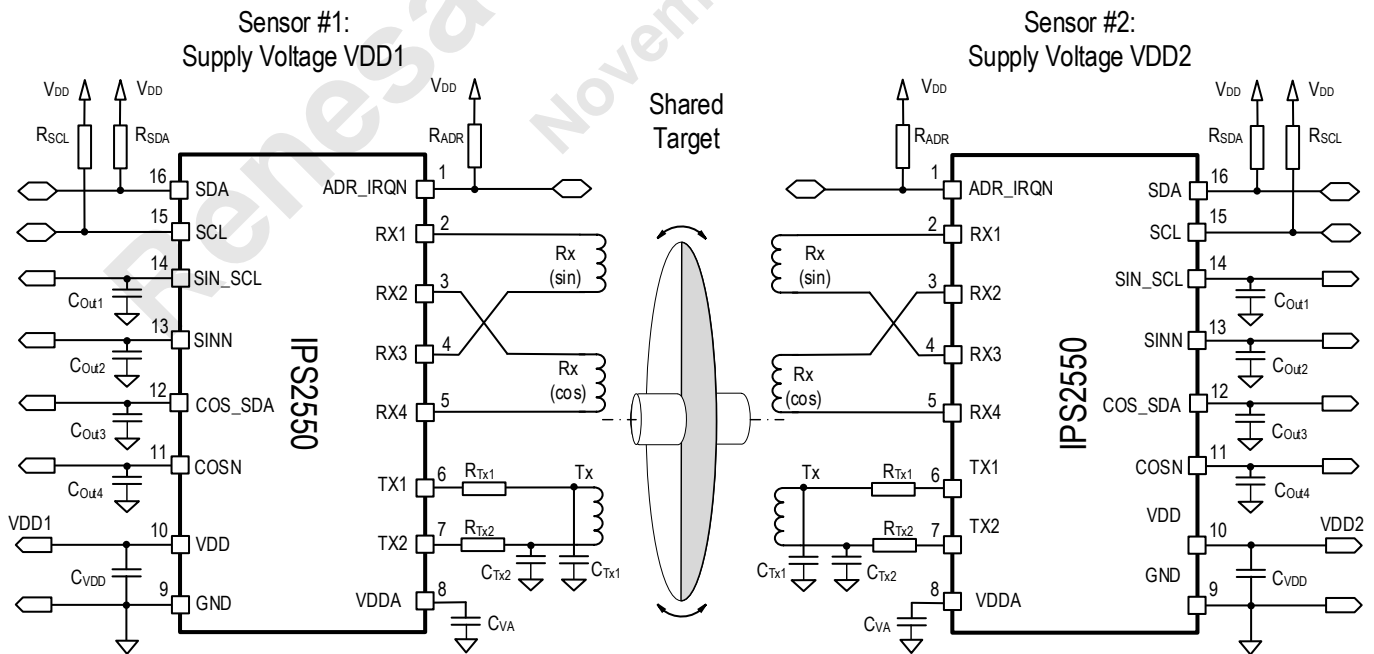 Sensor #1:
Supply Voltage VDD1
Sensor #2:
Supply Voltage VDD2
Shared
Target
VDD
VDD
RSCL
RSDA
VDD
RADR
16
SDA
15
SCL
14
SIN_SCL
COut1
13
SINN
COut2
12
COS_SDA
COut3
11
COSN
COut4
VDD1
10
VDD
CVDD
9
GND
IPS2550
ADR_IRQN
1
RX1
2
RX2
3
RX3
4
RX4
5
TX1
6
TX2
7
VDDA
8
Rx
(sin)
Rx
(cos)
RTx1
Tx
RTx2
CTx2
CTx1
CVA
VDD
RADR
1
ADR_IRQN
2
RX1
3
RX2
4
RX3
5
RX4
6
TX1
7
TX2
8
VDDA
Rx
(sin)
Rx
(cos)
Tx
RTx1
RTx2
CTx1
CTx2
CVA
IPS2550
VDD
VDD
RSDA
RSCL
SDA
16
SCL
15
SIN_SCL
14
COut1
SINN
13
COut2
COS_SDA
12
COut3
COSN
11
COut4
VDD
10
VDD2
CVDD
GND
9
Renesa
Novem